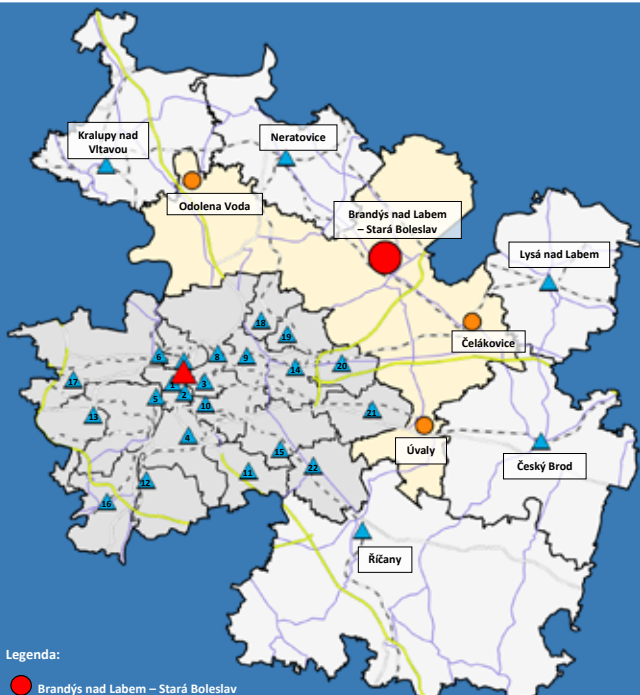 Kralupy nad
Vltavou
Neratovice
Odolena Voda
Brandýs nad Labem
– Stará Boleslav
Lysá nad Labem
Čelákovice
18
19
6
8
9
14
20
17
1
3
2
5
10
21
13
4
Úvaly
15
Český Brod
11
22
12
16
Říčany
Legenda:
Brandýs nad Labem – Stará Boleslav